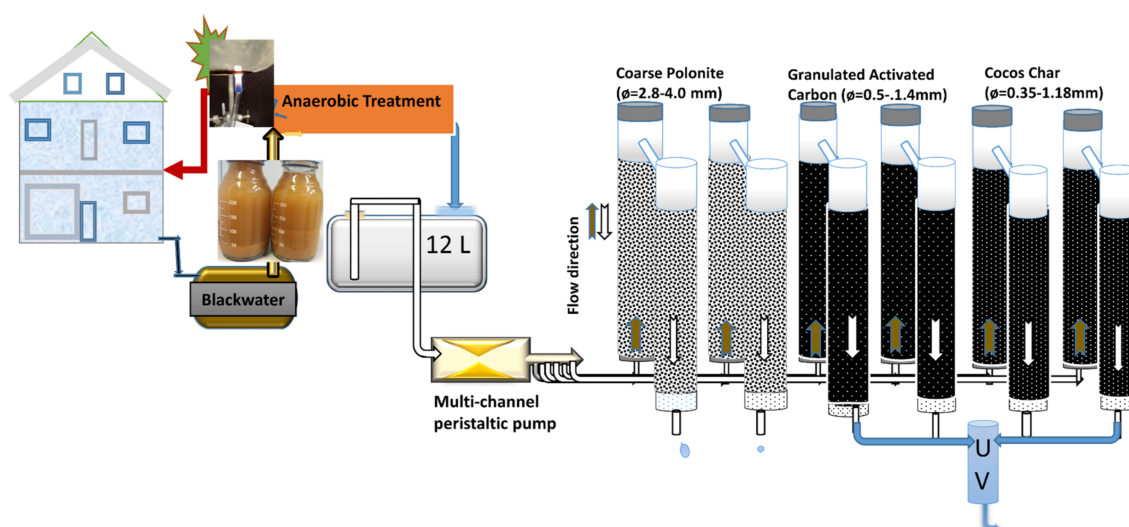 Coarse Polonite
(ø=2.8-4.0 mm)
Granulated Activated
Carbon (ø=0.5-.1.4mm)
Cocos Char
(ø=0.35-1.18mm)
Anaerobic Treatment
12 L
Blackwater
Flow direction
Multi-channel
peristaltic pump
U
V